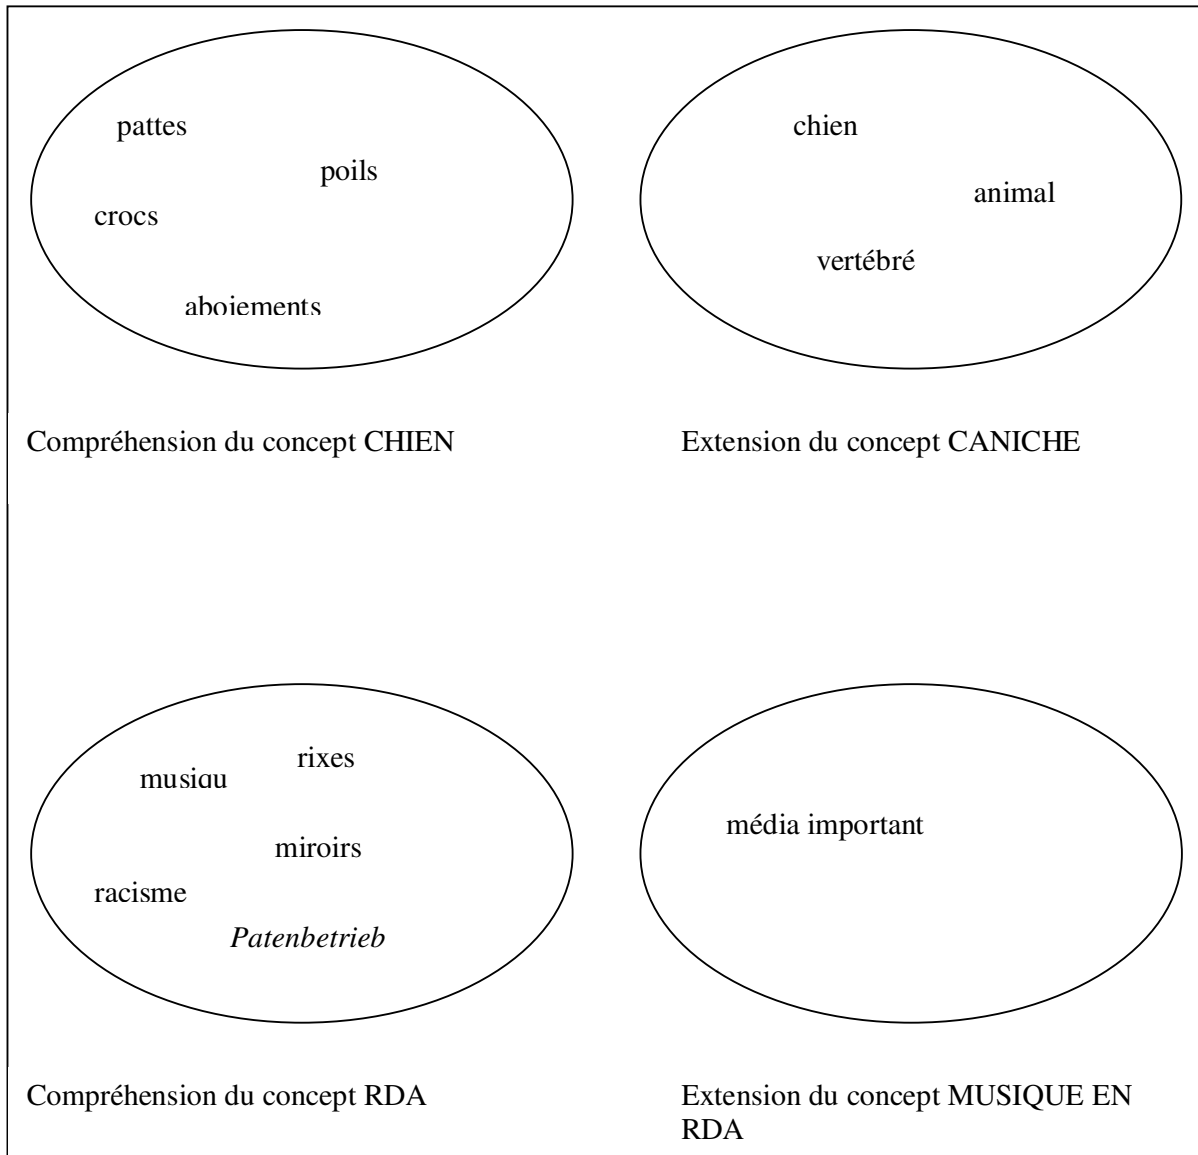 pattes
poils
crocs
aboiements
Compréhension du concept CHIEN
chien
animal
vertébré
Extension du concept CANICHE
rixes
musiqu
miroirs
racisme
Patenbetrieb
Compréhension du concept RDA
média important
Extension du concept MUSIQUE EN
RDA